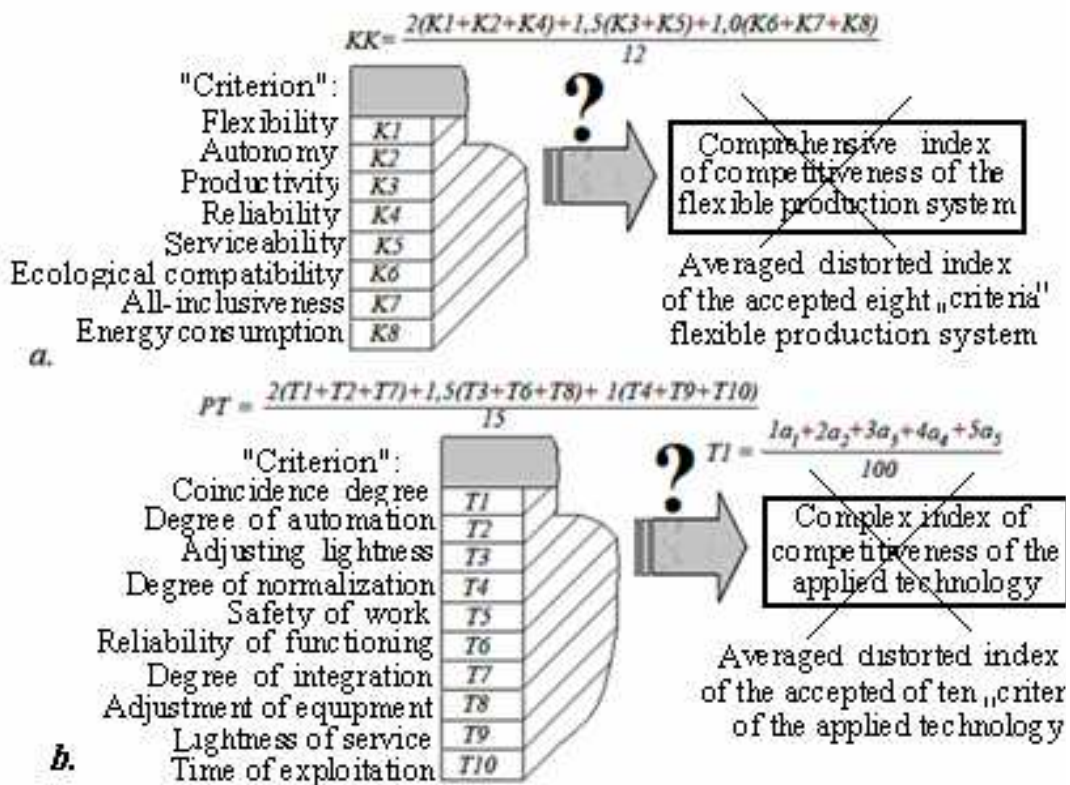 KK= 2(K1+K2+K4)+1,5(K3+K5)+1,0(K6+K7+K8)
12
"Criterion":
Flexibility K1
Autonomy K2
Productivity K3
Reliability K4
Serviceability K5
Ecological compatibility K6
All-inclusiveness K7
Energy consumption K8
?
Comprehensive index
of competitiveness of the
flexible production system
Averaged distorted index
of the accepted eight „criteria"
flexible production system
a.
PT = 2(T1+T2+T7)+1,5(T3+T6+T8)+ 1(T4+T9+T10)
15
"Criterion":
Coincidence degree T1
Degree of automation T2
Adjusting lightness T3
Degree of normalization T4
Safety of work T5
Reliability of functioning T6
Degree of integration T7
Adjustment of equipment T8
Lightness of service T9
Time of exploitation T10
?
T1 = 1a1+2a2+3a3+4a4+5a5
100
Complex index of
competitiveness of the
applied technology
Averaged distorted index
of the accepted of ten „criter
of the applied technology
b.